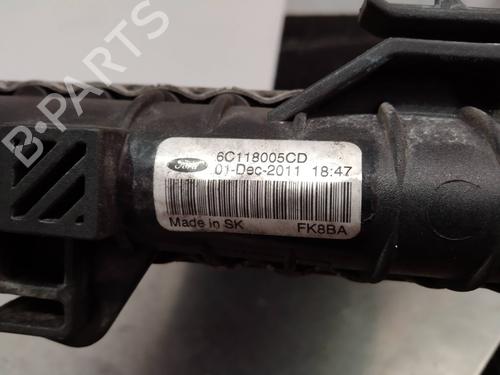 B-PARTS
Ford
6C118005CD
01-Dec-2011 18:47
Made in SK FK8BA